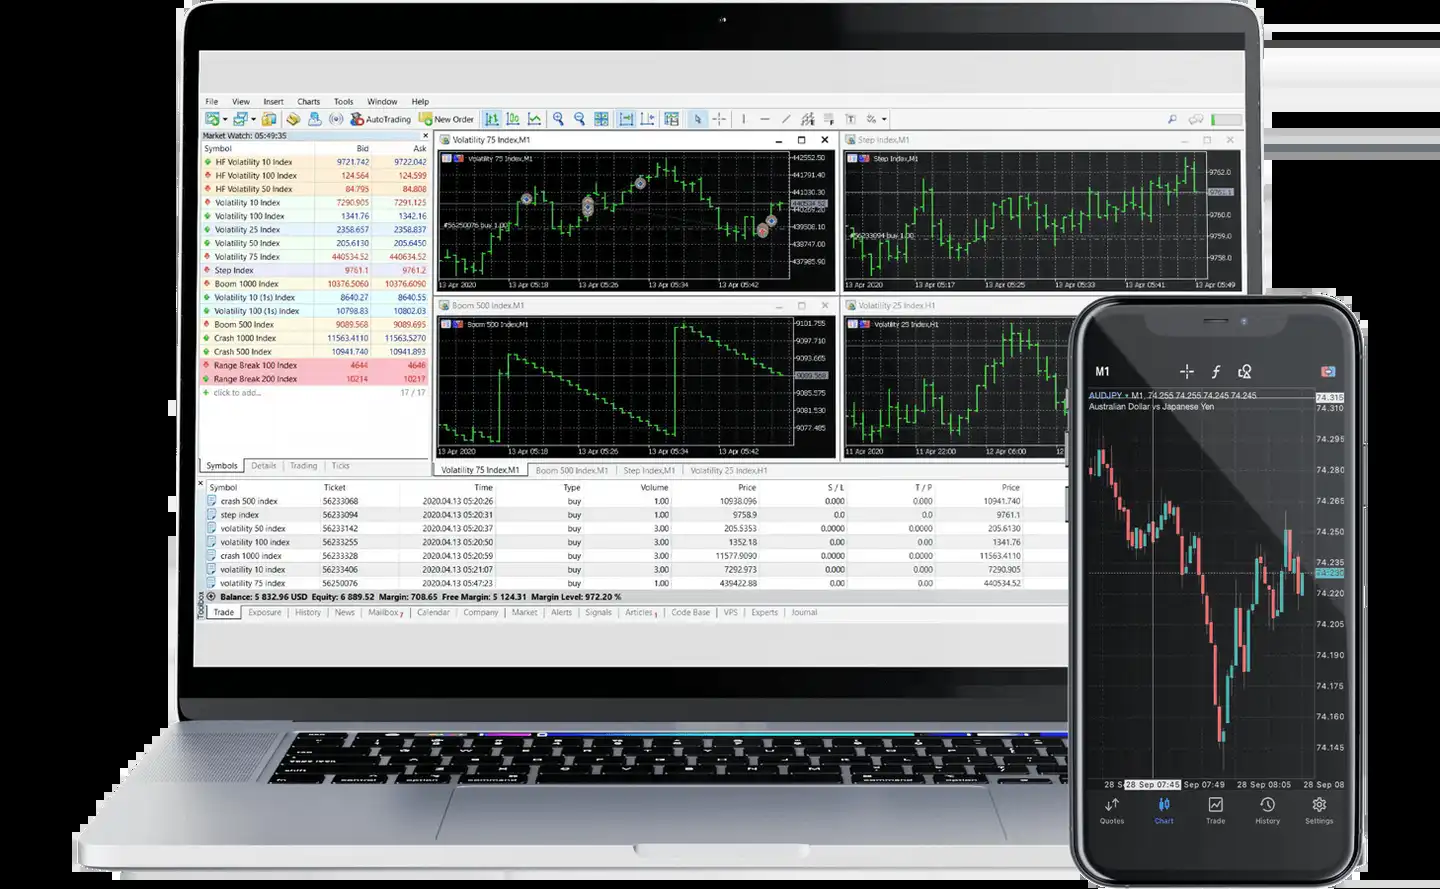 File View Insert Charts Tools Window Help
AutoTrading New Order
Market Watch: 05:49:35
Symbol Bid Ask
HF Volatility 10 Index 9721.742 9722.042
HF Volatility 100 Index 124.564 124.599
HF Volatility 50 Index 84.795 84.808
Volatility 10 Index 7290.905 7291.125
Volatility 100 Index 1341.76 1342.16
Volatility 25 Index 2358.657 2358.837
Volatility 50 Index 205.6130 205.6450
Volatility 75 Index 440534.52 440634.52
Step Index 9761.1 9761.2
Boom 1000 Index 10376.5060 10376.6090
Volatility 10 (1s) Index 8640.27 8640.55
Volatility 100 (1s) Index 10798.83 10802.03
Boom 500 Index 9089.568 9089.695
Crash 1000 Index 11563.4110 11563.5270
Crash 500 Index 10941.740 10941.893
Range Break 100 Index 4644 4646
Range Break 200 Index 10214 10217
click to add... 17 / 17
Symbols Details Trading Ticks
Volatility 75 Index,M1
Volatility 75 Index,M1
442552.50
441791.40
441030.30
440534.52
440269.20
439508.10
438747.00
437985.90
#56250076 buy 1.00
13 Apr 2020 13 Apr 05:18 13 Apr 05:26 13 Apr 05:34 13 Apr 05:42
Step Index,M1
Step Index,M1
9762.0
9761.1
9760.0
9759.0
9758.0
#56233094 buy 1.00
13 Apr 2020 13 Apr 05:17 13 Apr 05:25 13 Apr 05:33 13 Apr 05:41 13 Apr 05:49
Boom 500 Index,M1
Boom 500 Index,M1
9101.755
9097.710
9093.665
9089.568
9085.575
9081.530
9077.485
13 Apr 2020 13 Apr 05:18 13 Apr 05:26 13 Apr 05:34 13 Apr 05:42
Volatility 25 Index,H1
Volatility 25 Index,H1
11 Apr 2020 11 Apr 22:00 12 Apr 06:00 12
Volatility 75 Index,M1 Boom 500 Index,M1 Step Index,M1 Volatility 25 Index,H1
Symbol Ticket Time Type Volume Price S / L T / P Price
crash 500 index 56233068 2020.04.13 05:20:26 buy 1.00 10938.096 0.000 0.000 10941.740
step index 56233094 2020.04.13 05:20:31 buy 1.00 9758.9 0.0 0.0 9761.1
volatility 50 index 56233142 2020.04.13 05:20:37 buy 3.00 205.5353 0.0000 0.0000 205.6130
volatility 100 index 56233255 2020.04.13 05:20:50 buy 3.00 1352.18 0.00 0.00 1341.76
crash 1000 index 56233328 2020.04.13 05:20:59 buy 3.00 11577.9090 0.0000 0.0000 11563.4110
volatility 10 index 56233406 2020.04.13 05:21:07 buy 3.00 7292.973 0.000 0.000 7290.905
volatility 75 index 56250076 2020.04.13 05:47:23 buy 1.00 439422.88 0.00 0.00 440534.52
Balance: 5 832.96 USD Equity: 6 889.52 Margin: 708.65 Free Margin: 5 124.31 Margin Level: 972.20 %
Toolbox
Trade Exposure History News Mailbox 7 Calendar Company Market Alerts Signals Articles 1 Code Base VPS Experts Journal
M1
AUDJPY M1, 74.255 74.255 74.245 74.245
Australian Dollar vs Japanese Yen
74.315
74.310
74.295
74.280
74.265
74.250
74.235
74.220
74.205
74.190
74.175
74.160
74.145
28 S 28 Sep 07:45 Sep 07:49 28 Sep 08:05 28 Sep 08
Quotes Chart Trade History Settings